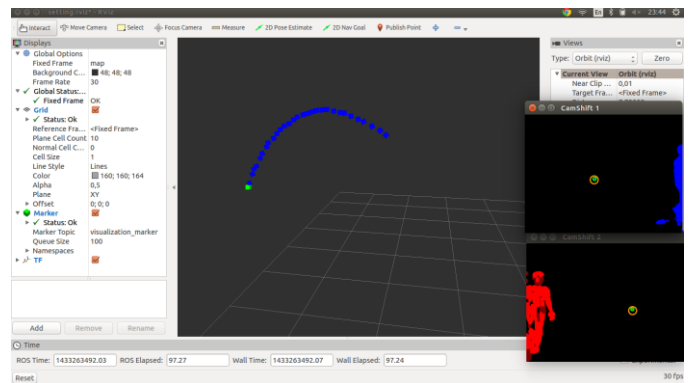 setting.rviz* - RViz
En 23:44
Interact Move Camera Select Focus Camera Measure 2D Pose Estimate 2D Nav Goal Publish Point
Displays
Global Options
Fixed Frame map
Background C... 48; 48; 48
Frame Rate 30
Global Status:...
Fixed Frame OK
Grid
Status: Ok
Reference Fra... <Fixed Frame>
Plane Cell Count 10
Normal Cell C... 0
Cell Size 1
Line Style Lines
Color 160; 160; 164
Alpha 0,5
Plane XY
Offset 0; 0; 0
Marker
Status: Ok
Marker Topic visualization_marker
Queue Size 100
Namespaces
TF
Add Remove Rename
Views
Type: Orbit (rviz) Zero
Current View Orbit (rviz)
Near Clip ... 0,01
Target Fra... <Fixed Frame>
CamShift 1
CamShift 2
Time
ROS Time: 1433263492.03 ROS Elapsed: 97.27 Wall Time: 1433263492.07 Wall Elapsed: 97.24
Reset 30 fps